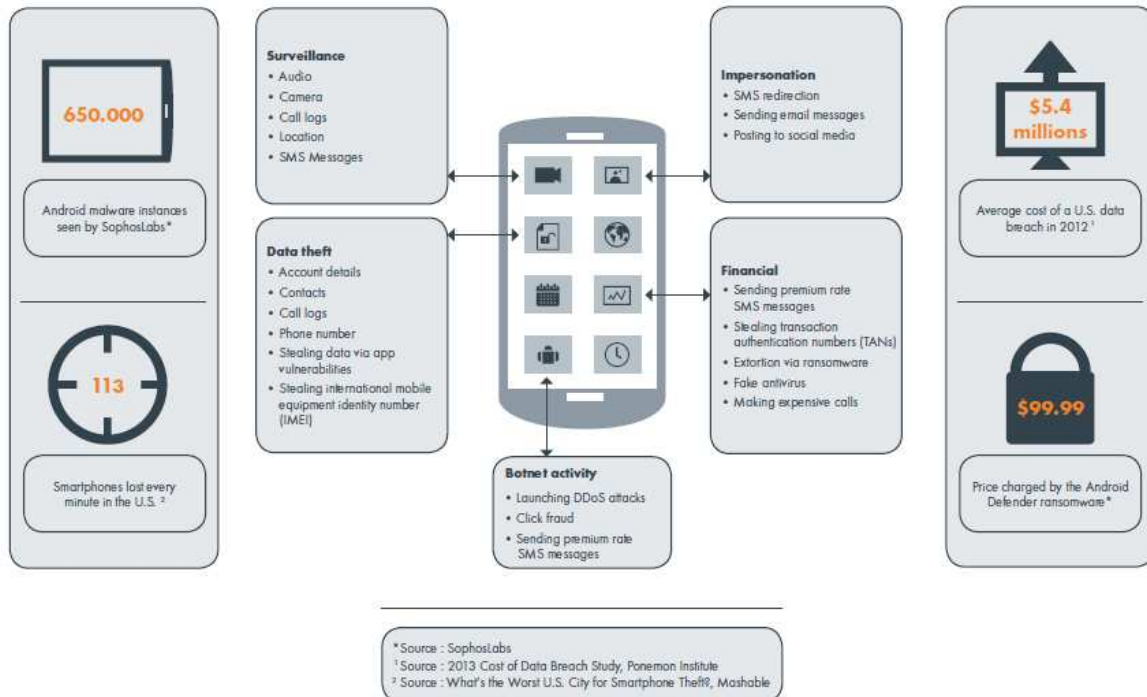 650.000
Android malware instances
seen by SophosLabs*
113
Smartphones lost every
minute in the U.S. ²
Surveillance
• Audio
• Camera
• Call logs
• Location
• SMS Messages
Data theft
• Account details
• Contacts
• Call logs
• Phone number
• Stealing data via app
vulnerabilities
• Stealing international mobile
equipment identity number
(IMEI)
Botnet activity
• Launching DDoS attacks
• Click fraud
• Sending premium rate
SMS messages
Impersonation
• SMS redirection
• Sending email messages
• Posting to social media
Financial
• Sending premium rate
SMS messages
• Stealing transaction
authentication numbers (TANs)
• Extortion via ransomware
• Fake antivirus
• Making expensive calls
$5.4
millions
Average cost of a U.S. data
breach in 2012 ¹
$99.99
Price charged by the Android
Defender ransomware*
*Source : SophosLabs
¹ Source : 2013 Cost of Data Breach Study, Ponemon Institute
² Source : What's the Worst U.S. City for Smartphone Theft?, Mashable